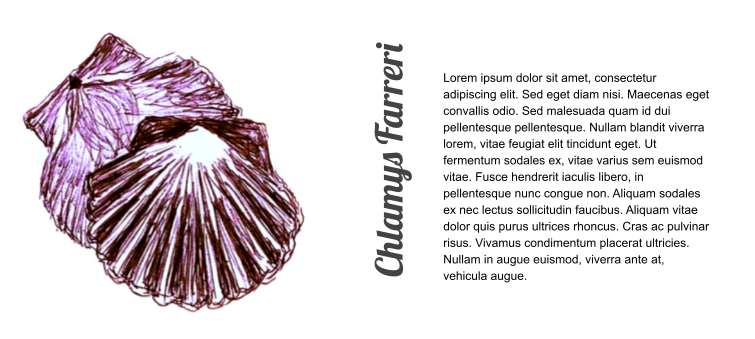 Chlamys Farreri
Lorem ipsum dolor sit amet, consectetur
adipiscing elit. Sed eget diam nisi. Maecenas eget
convallis odio. Sed malesuada quam id dui
pellentesque pellentesque. Nullam blandit viverra
lorem, vitae feugiat elit tincidunt eget. Ut
fermentum sodales ex, vitae varius sem euismod
vitae. Fusce hendrerit iaculis libero, in
pellentesque nunc congue non. Aliquam sodales
ex nec lectus sollicitudin faucibus. Aliquam vitae
dolor quis purus ultrices rhoncus. Cras ac pulvinar
risus. Vivamus condimentum placerat ultricies.
Nullam in augue euismod, viverra ante at,
vehicula augue.